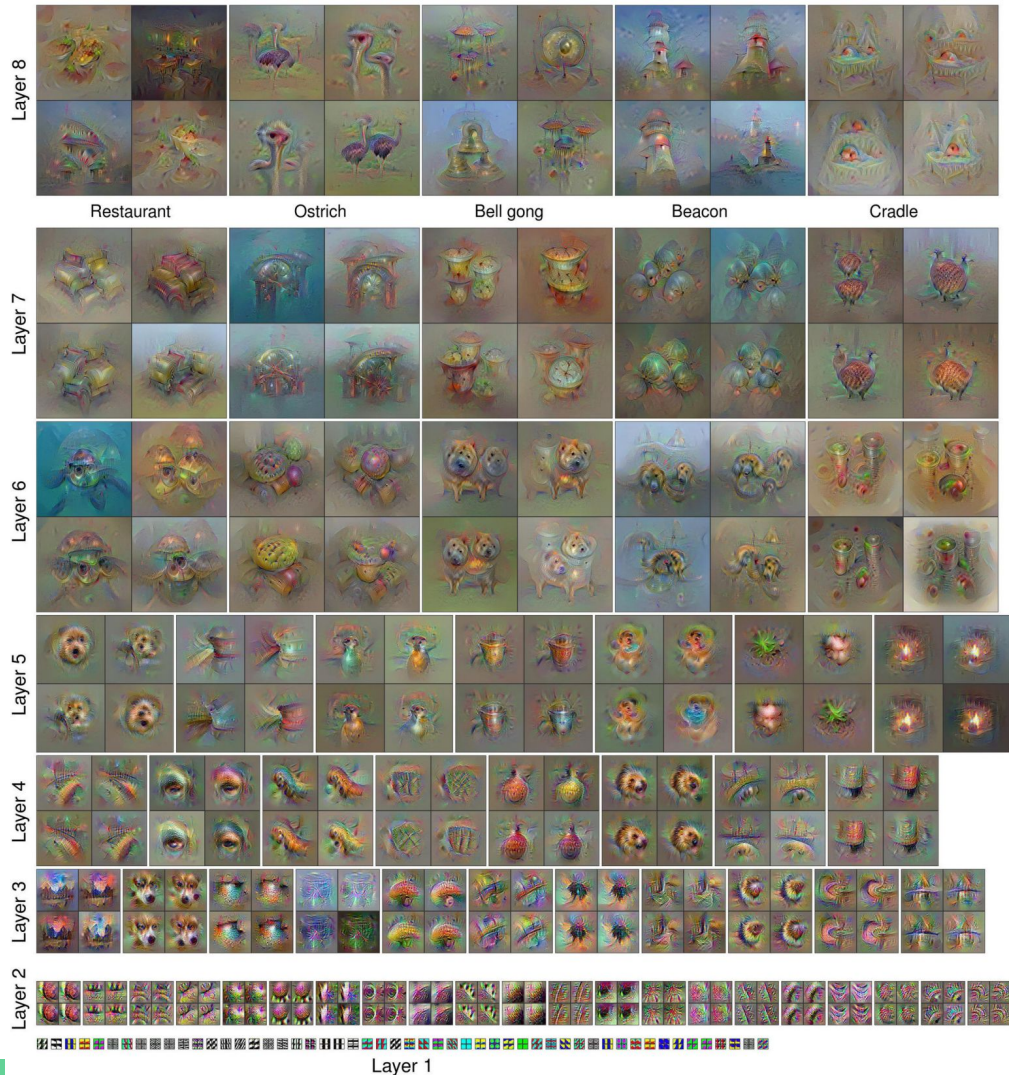 Layer 8
Restaurant Ostrich Bell gong Beacon Cradle
Layer 7
Layer 6
Layer 5
Layer 4
Layer 3
Layer 2
Layer 1